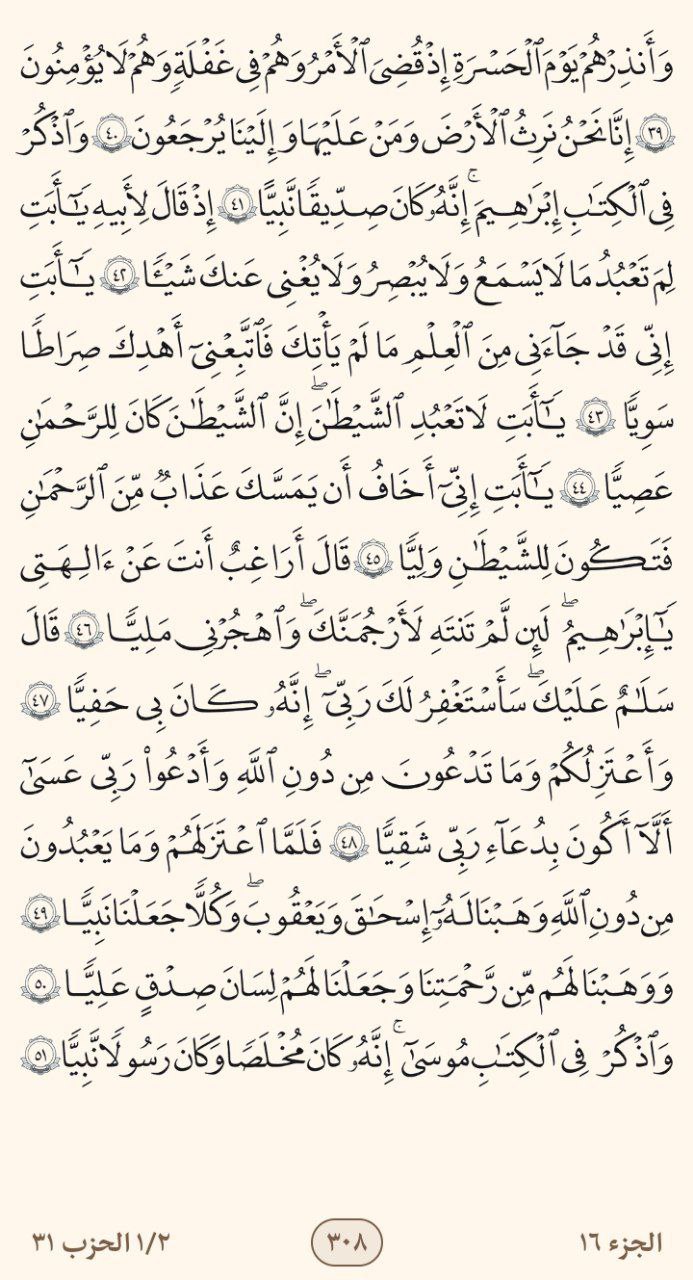 وَأَنذِرْهُمْ يَوْمَ ٱلْحَسْرَةِ إِذْ قُضِىَ ٱلْأَمْرُ وَهُمْ فِى غَفْلَةٍ وَهُمْ لَا يُؤْمِنُونَ
٣٩ إِنَّا نَحْنُ نَرِثُ ٱلْأَرْضَ وَمَنْ عَلَيْهَا وَإِلَيْنَا يُرْجَعُونَ ٤٠ وَٱذْكُرْ
فِى ٱلْكِتَٰبِ إِبْرَٰهِيمَ ۚ إِنَّهُۥ كَانَ صِدِّيقًا نَّبِيًّا ٤١ إِذْ قَالَ لِأَبِيهِ يَٰٓأَبَتِ
لِمَ تَعْبُدُ مَا لَا يَسْمَعُ وَلَا يُبْصِرُ وَلَا يُغْنِى عَنكَ شَيْـًٔا ٤٢ يَٰٓأَبَتِ
إِنِّى قَدْ جَآءَنِى مِنَ ٱلْعِلْمِ مَا لَمْ يَأْتِكَ فَٱتَّبِعْنِىٓ أَهْدِكَ صِرَٰطًا
سَوِيًّا ٤٣ يَٰٓأَبَتِ لَا تَعْبُدِ ٱلشَّيْطَٰنَ ۖ إِنَّ ٱلشَّيْطَٰنَ كَانَ لِلرَّحْمَٰنِ
عَصِيًّا ٤٤ يَٰٓأَبَتِ إِنِّىٓ أَخَافُ أَن يَمَسَّكَ عَذَابٌ مِّنَ ٱلرَّحْمَٰنِ
فَتَكُونَ لِلشَّيْطَٰنِ وَلِيًّا ٤٥ قَالَ أَرَاغِبٌ أَنتَ عَنْ ءَالِهَتِى
يَٰٓإِبْرَٰهِيمُ ۖ لَئِن لَّمْ تَنتَهِ لَأَرْجُمَنَّكَ ۖ وَٱهْجُرْنِى مَلِيًّا ٤٦ قَالَ
سَلَٰمٌ عَلَيْكَ ۖ سَأَسْتَغْفِرُ لَكَ رَبِّىٓ ۖ إِنَّهُۥ كَانَ بِى حَفِيًّا ٤٧
وَأَعْتَزِلُكُمْ وَمَا تَدْعُونَ مِن دُونِ ٱللَّهِ وَأَدْعُوا۟ رَبِّى عَسَىٰٓ
أَلَّآ أَكُونَ بِدُعَآءِ رَبِّى شَقِيًّا ٤٨ فَلَمَّا ٱعْتَزَلَهُمْ وَمَا يَعْبُدُونَ
مِن دُونِ ٱللَّهِ وَهَبْنَا لَهُۥٓ إِسْحَٰقَ وَيَعْقُوبَ ۖ وَكُلًّا جَعَلْنَا نَبِيًّا ٤٩
وَوَهَبْنَا لَهُم مِّن رَّحْمَتِنَا وَجَعَلْنَا لَهُمْ لِسَانَ صِدْقٍ عَلِيًّا ٥٠
وَٱذْكُرْ فِى ٱلْكِتَٰبِ مُوسَىٰٓ ۚ إِنَّهُۥ كَانَ مُخْلَصًا وَكَانَ رَسُولًا نَّبِيًّا ٥١
الجزء ١٦
٣٠٨
١/٢ الحزب ٣١